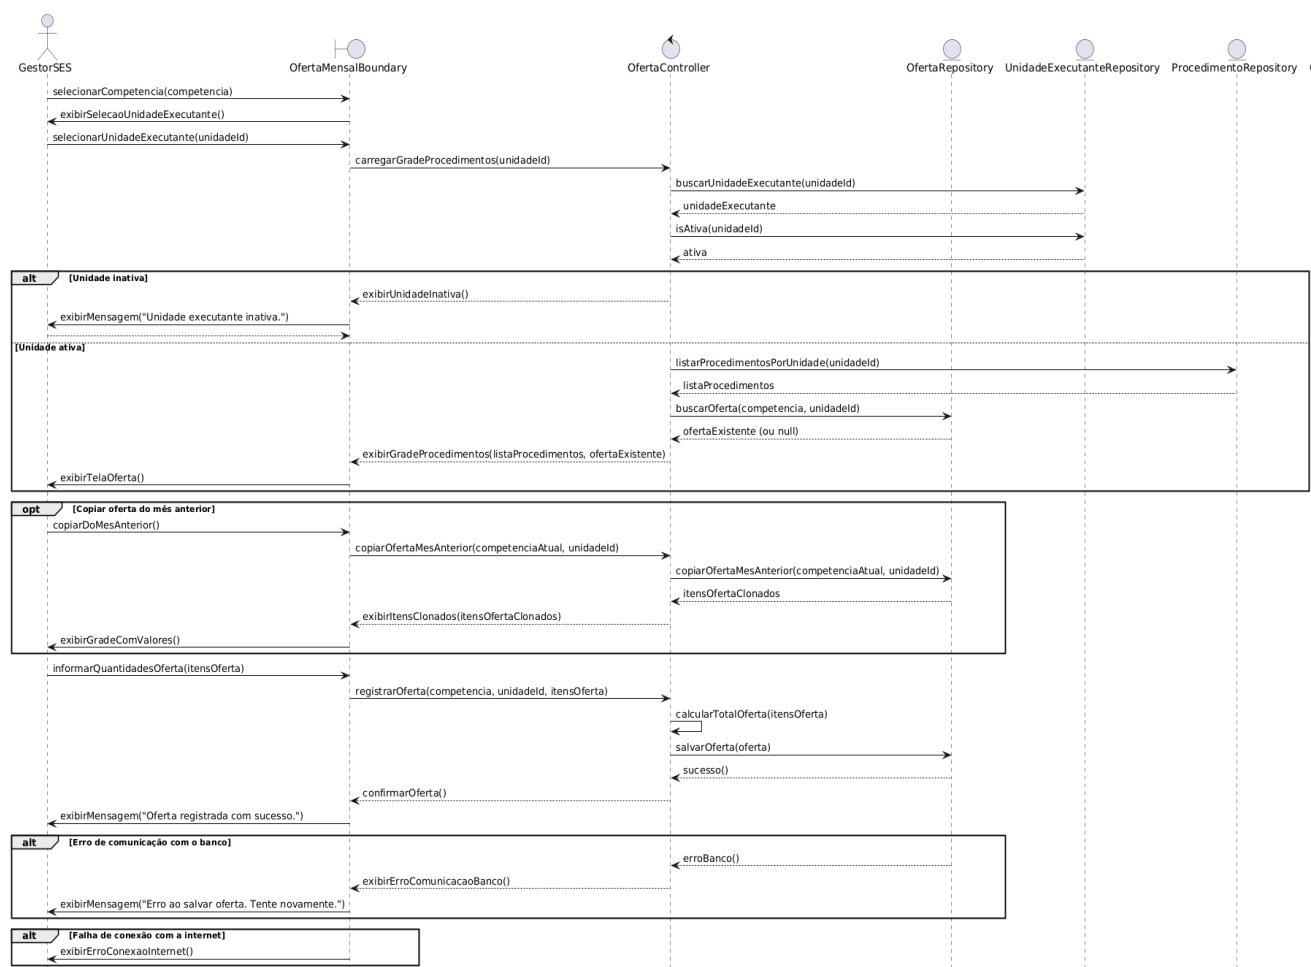 GestorSES
OfertaMensalBoundary
OfertaController
OfertaRepository
UnidadeExecutanteRepository
ProcedimentoRepository
selecionarCompetencia(competencia)
exibirSelecaoUnidadeExecutante()
selecionarUnidadeExecutante(unidadeId)
carregarGradeProcedimentos(unidadeId)
buscarUnidadeExecutante(unidadeId)
unidadeExecutante
isAtiva(unidadeId)
ativa
alt [Unidade inativa]
exibirUnidadeInativa()
exibirMensagem("Unidade executante inativa.")
[Unidade ativa]
listarProcedimentosPorUnidade(unidadeId)
listaProcedimentos
buscarOferta(competencia, unidadeId)
ofertaExistente (ou null)
exibirGradeProcedimentos(listaProcedimentos, ofertaExistente)
exibirTelaOferta()
opt [Copiar oferta do mês anterior]
copiarDoMesAnterior()
copiarOfertaMesAnterior(competenciaAtual, unidadeId)
copiarOfertaMesAnterior(competenciaAtual, unidadeId)
itensOfertaClonados
exibirItensClonados(itensOfertaClonados)
exibirGradeComValores()
informarQuantidadesOferta(itensOferta)
registrarOferta(competencia, unidadeId, itensOferta)
calcularTotalOferta(itensOferta)
salvarOferta(oferta)
sucesso()
confirmarOferta()
exibirMensagem("Oferta registrada com sucesso.")
alt [Erro de comunicação com o banco]
erroBanco()
exibirErroComunicacaoBanco()
exibirMensagem("Erro ao salvar oferta. Tente novamente.")
alt [Falha de conexão com a internet]
exibirErroConexaoInternet()